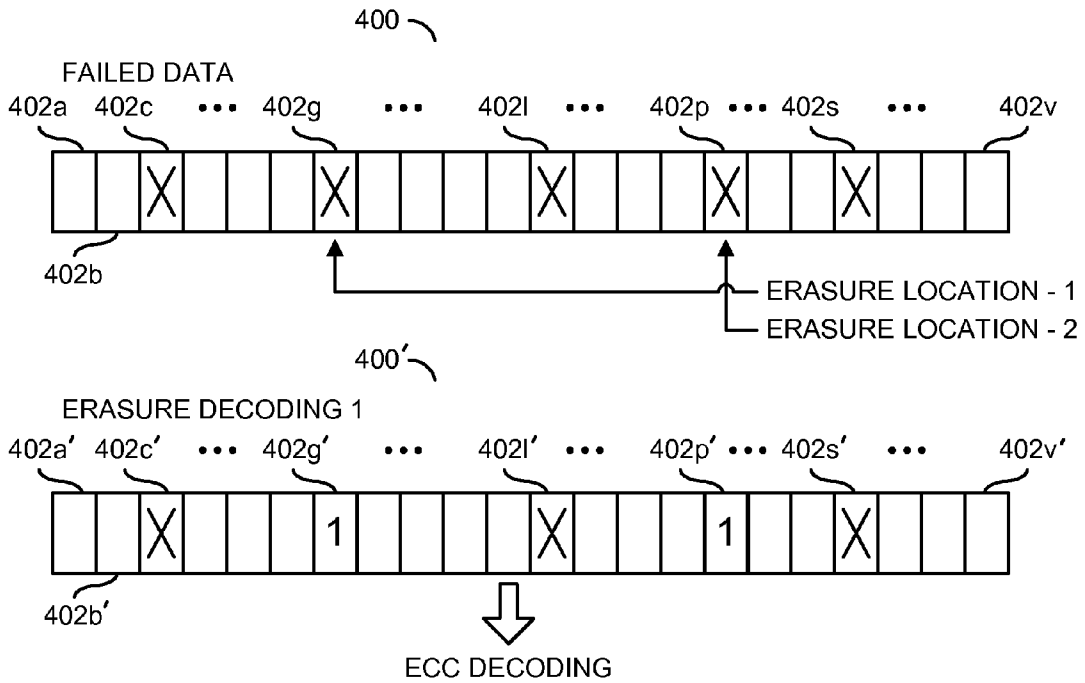 400
FAILED DATA
402a 402c ••• 402g ••• 402l ••• 402p ••• 402s ••• 402v
X X X X X
402b
ERASURE LOCATION - 1
ERASURE LOCATION - 2
400′
ERASURE DECODING 1
402a′ 402c′ ••• 402g′ ••• 402l′ ••• 402p′ ••• 402s′ ••• 402v′
X 1 X 1 X
402b′
ECC DECODING